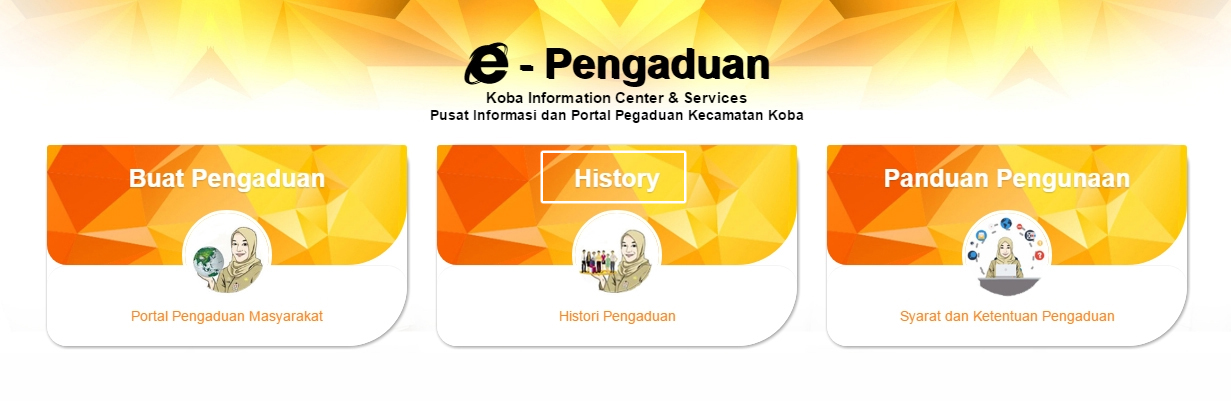 e - Pengaduan
Koba Information Center & Services
Pusat Informasi dan Portal Pegaduan Kecamatan Koba
Buat Pengaduan
Portal Pengaduan Masyarakat
History
Histori Pengaduan
Panduan Pengunaan
Syarat dan Ketentuan Pengaduan